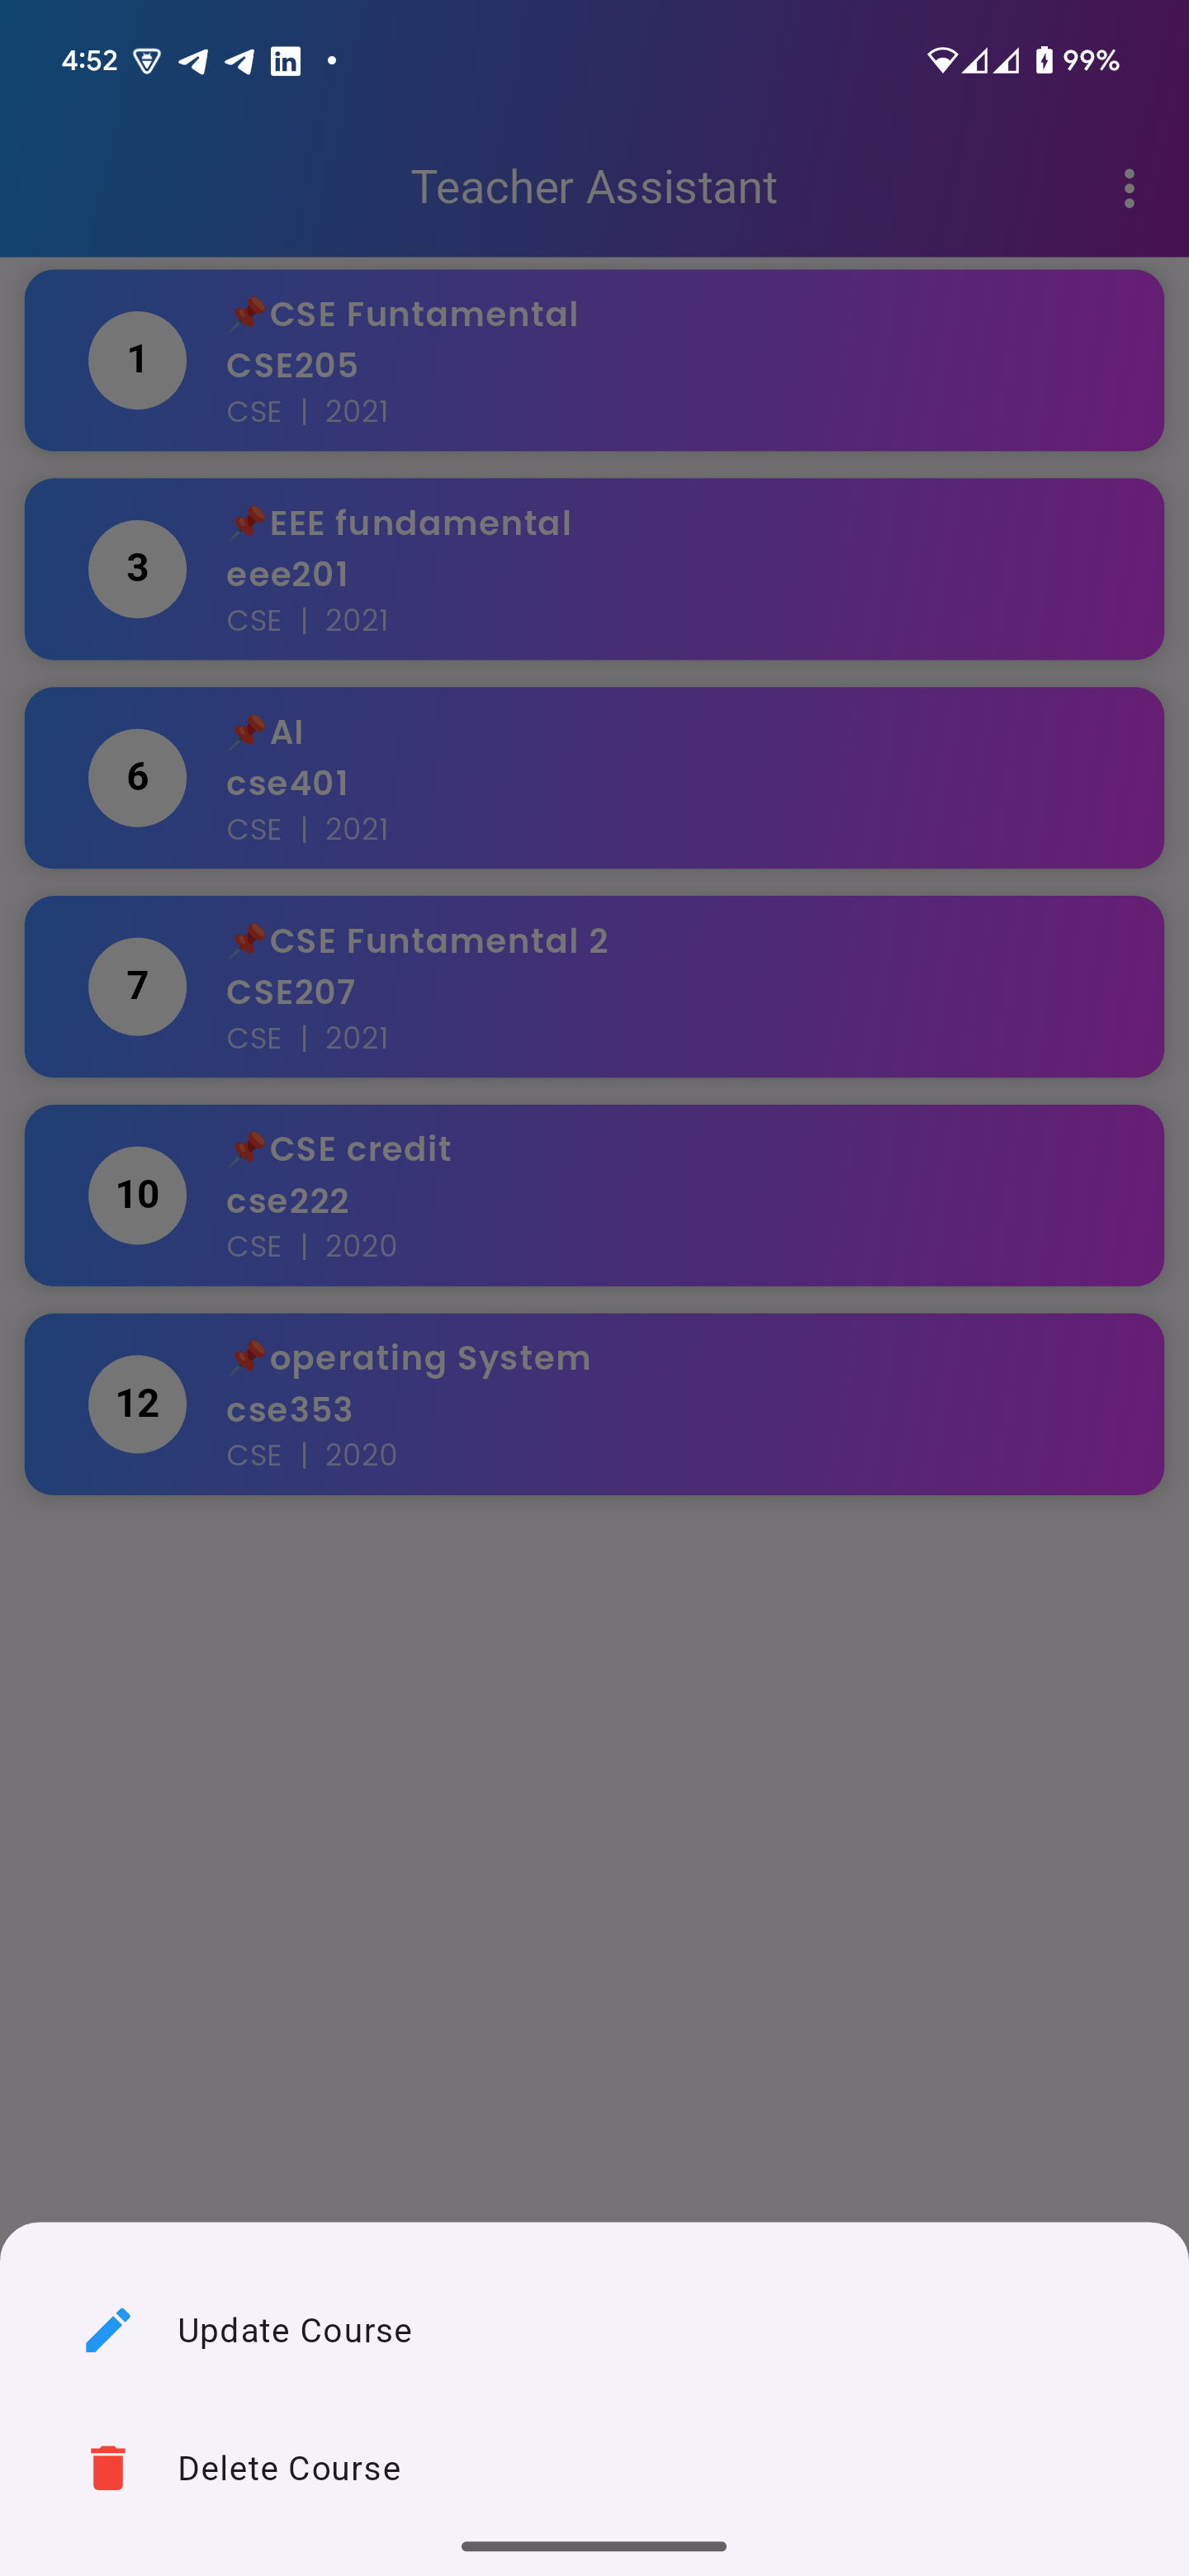 4:52
99%
Teacher Assistant
1
📌CSE Funtamental
CSE205
CSE | 2021
3
📌EEE fundamental
eee201
CSE | 2021
6
📌AI
cse401
CSE | 2021
7
📌CSE Funtamental 2
CSE207
CSE | 2021
10
📌CSE credit
cse222
CSE | 2020
12
📌operating System
cse353
CSE | 2020
Update Course
Delete Course